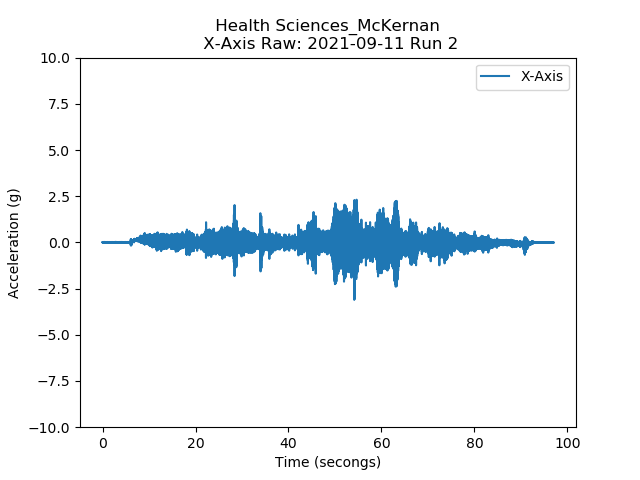 Health Sciences_McKernan
X-Axis Raw: 2021-09-11 Run 2
X-Axis
10.0
7.5
5.0
2.5
0.0
−2.5
−5.0
−7.5
−10.0
Acceleration (g)
0 20 40 60 80 100
Time (secongs)